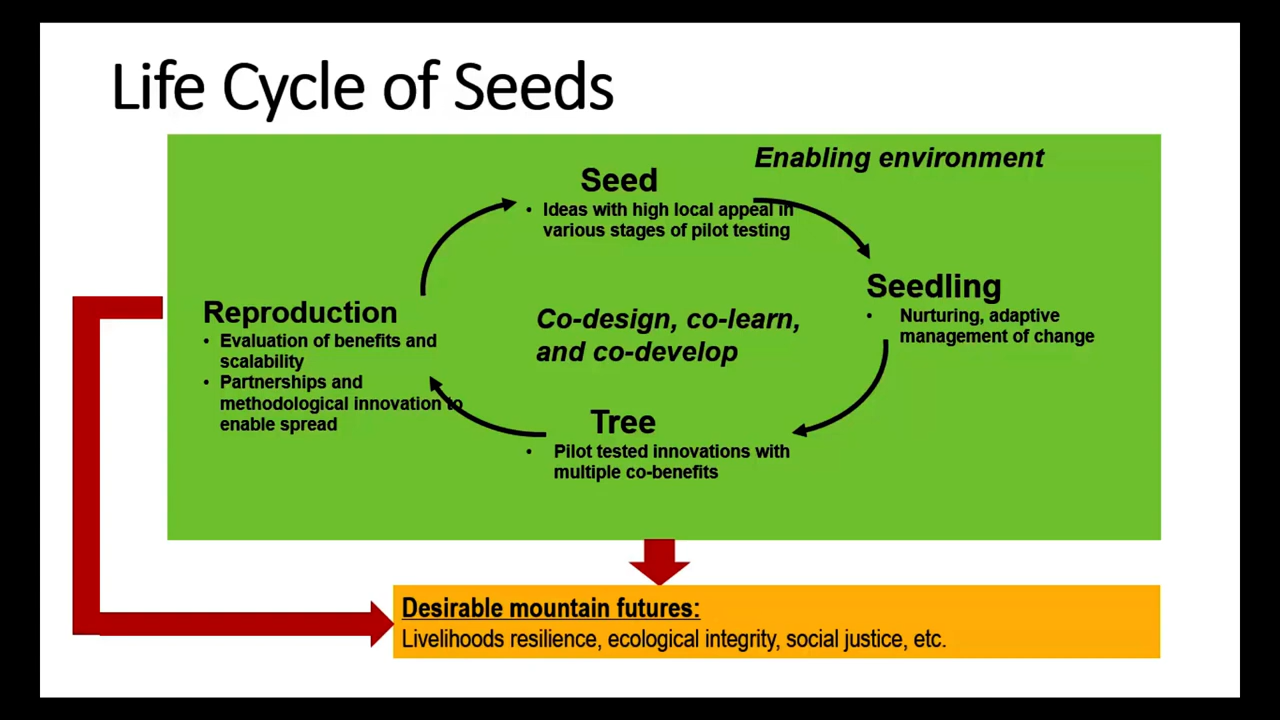 Life Cycle of Seeds
Enabling environment
Seed
• Ideas with high local appeal in
various stages of pilot testing
Seedling
• Nurturing, adaptive
management of change
Reproduction
• Evaluation of benefits and
scalability
• Partnerships and
methodological innovation to
enable spread
Co-design, co-learn,
and co-develop
Tree
• Pilot tested innovations with
multiple co-benefits
Desirable mountain futures:
Livelihoods resilience, ecological integrity, social justice, etc.